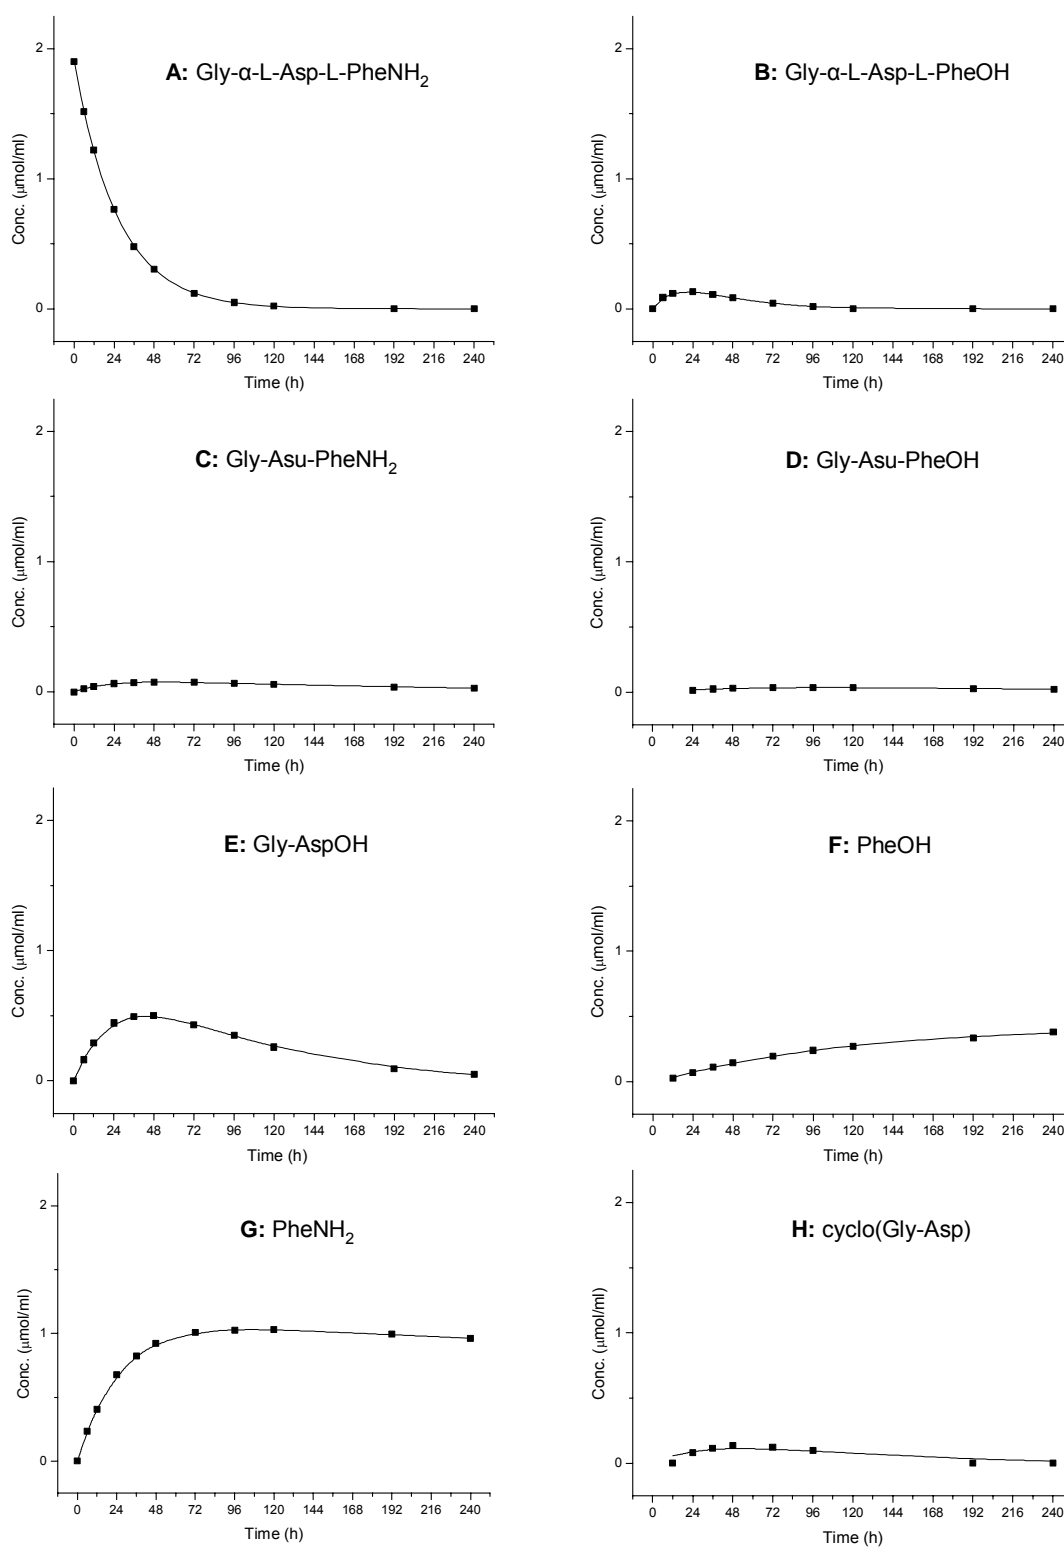 A: Gly-α-L-Asp-L-PheNH₂
2
1
0
Conc. (μmol/ml)
0 24 48 72 96 120 144 168 192 216 240
Time (h)
B: Gly-α-L-Asp-L-PheOH
2
1
0
Conc. (μmol/ml)
0 24 48 72 96 120 144 168 192 216 240
Time (h)
C: Gly-Asu-PheNH₂
2
1
0
Conc. (μmol/ml)
0 24 48 72 96 120 144 168 192 216 240
Time (h)
D: Gly-Asu-PheOH
2
1
0
Conc. (μmol/ml)
0 24 48 72 96 120 144 168 192 216 240
Time (h)
E: Gly-AspOH
2
1
0
Conc. (μmol/ml)
0 24 48 72 96 120 144 168 192 216 240
Time (h)
F: PheOH
2
1
0
Conc. (μmol/ml)
0 24 48 72 96 120 144 168 192 216 240
Time (h)
G: PheNH₂
2
1
0
Conc. (μmol/ml)
0 24 48 72 96 120 144 168 192 216 240
Time (h)
H: cyclo(Gly-Asp)
2
1
0
Conc. (μmol/ml)
0 24 48 72 96 120 144 168 192 216 240
Time (h)